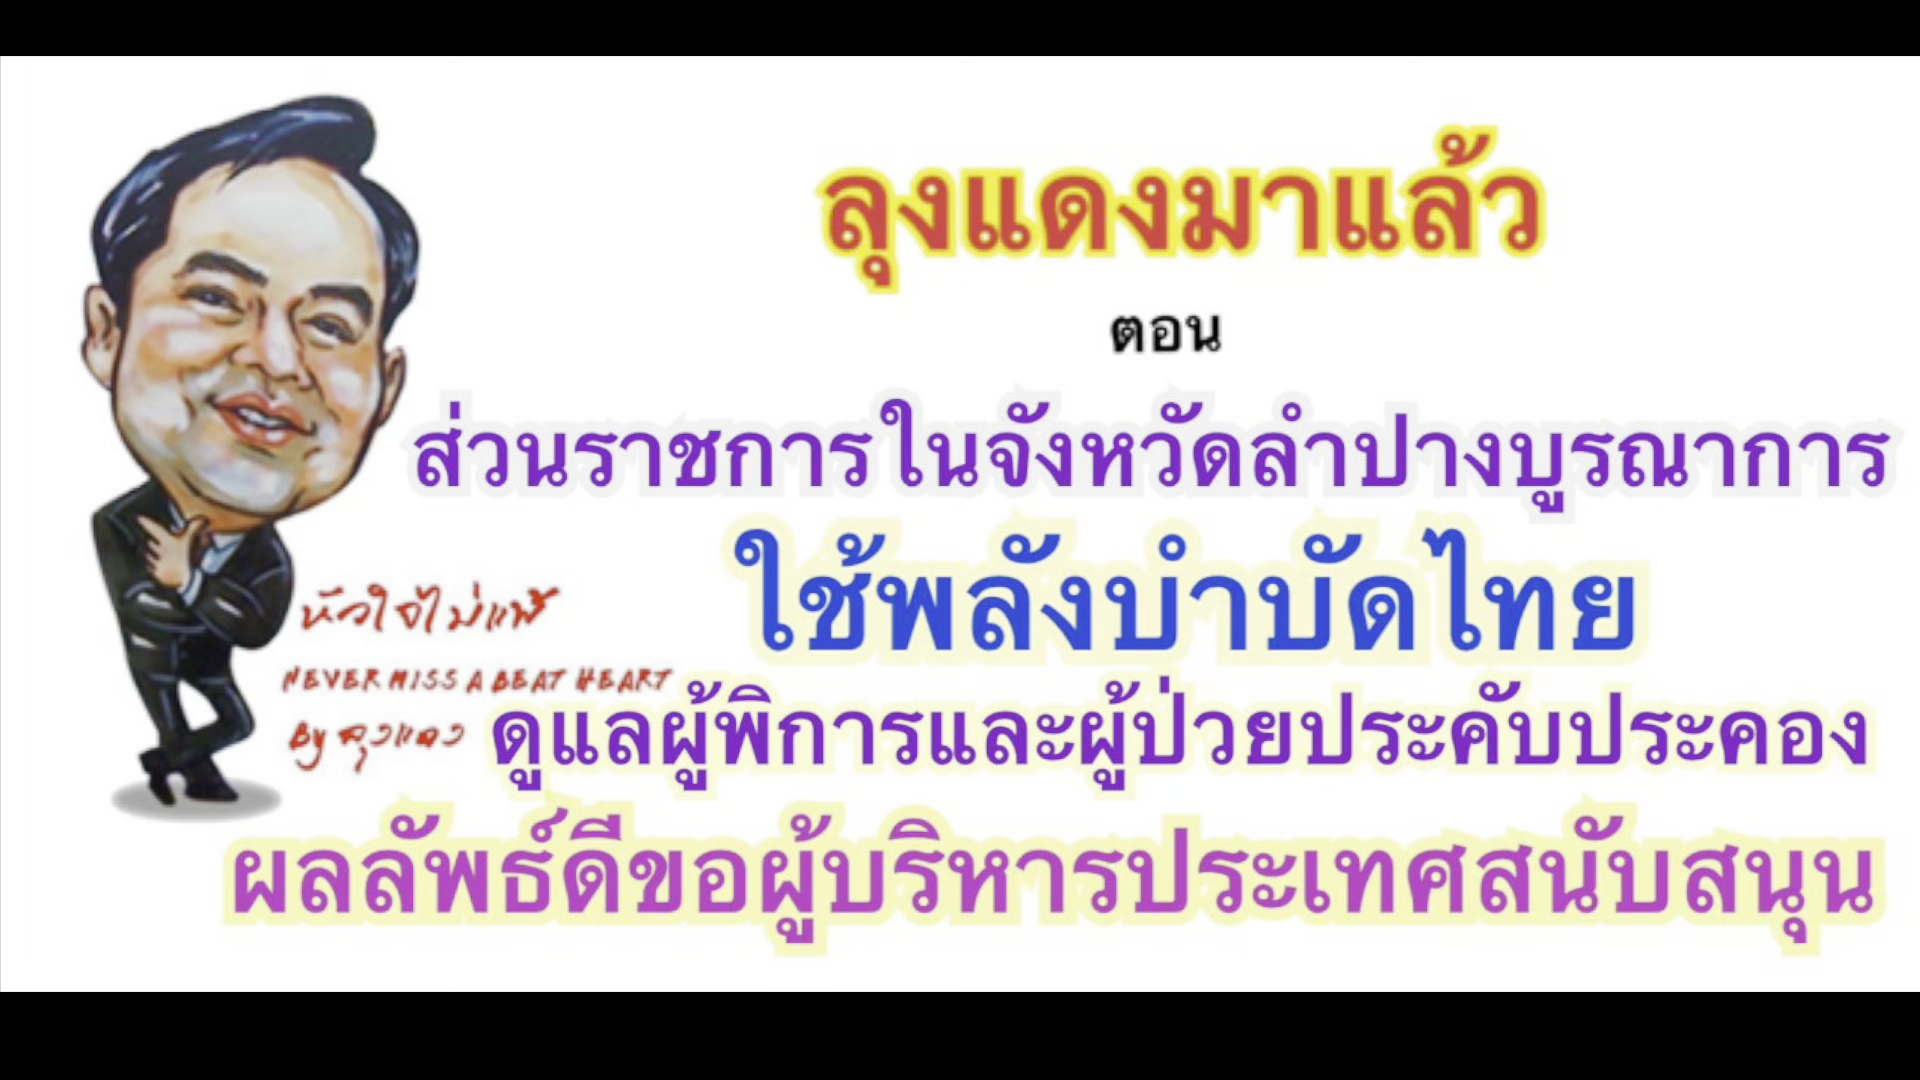 ลุงแดงมาแล้ว
ตอน
ส่วนราชการในจังหวัดลำปางบูรณาการ
ใช้พลังบำบัดไทย
หัวใจไม่แพ้
NEVER MISS A BEAT HEART
By ลุงแดง
ดูแลผู้พิการและผู้ป่วยประคับประคอง
ผลลัพธ์ดีขอผู้บริหารประเทศสนับสนุน